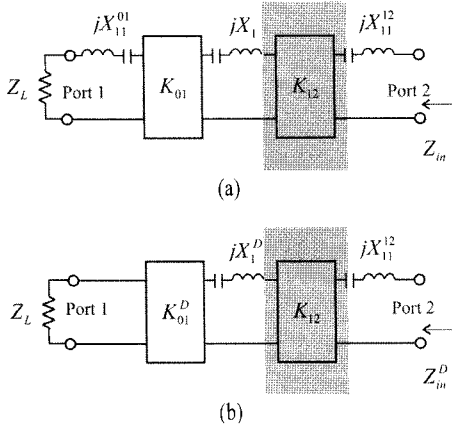 jX_{11}^{01} jX_1 jX_{11}^{12}
Z_L Port 1 K_{01} K_{12} Port 2
Z_{in}
(a)
jX_1^D jX_{11}^{12}
Z_L Port 1 K_{01}^D K_{12} Port 2
Z_{in}^D
(b)